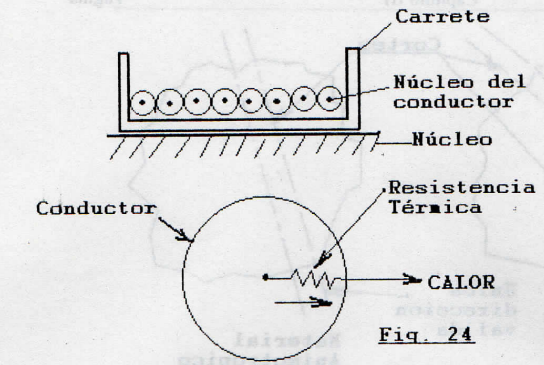 Carrete
Núcleo del
conductor
Núcleo
Resistencia
Térmica
Conductor
CALOR
Fig. 24